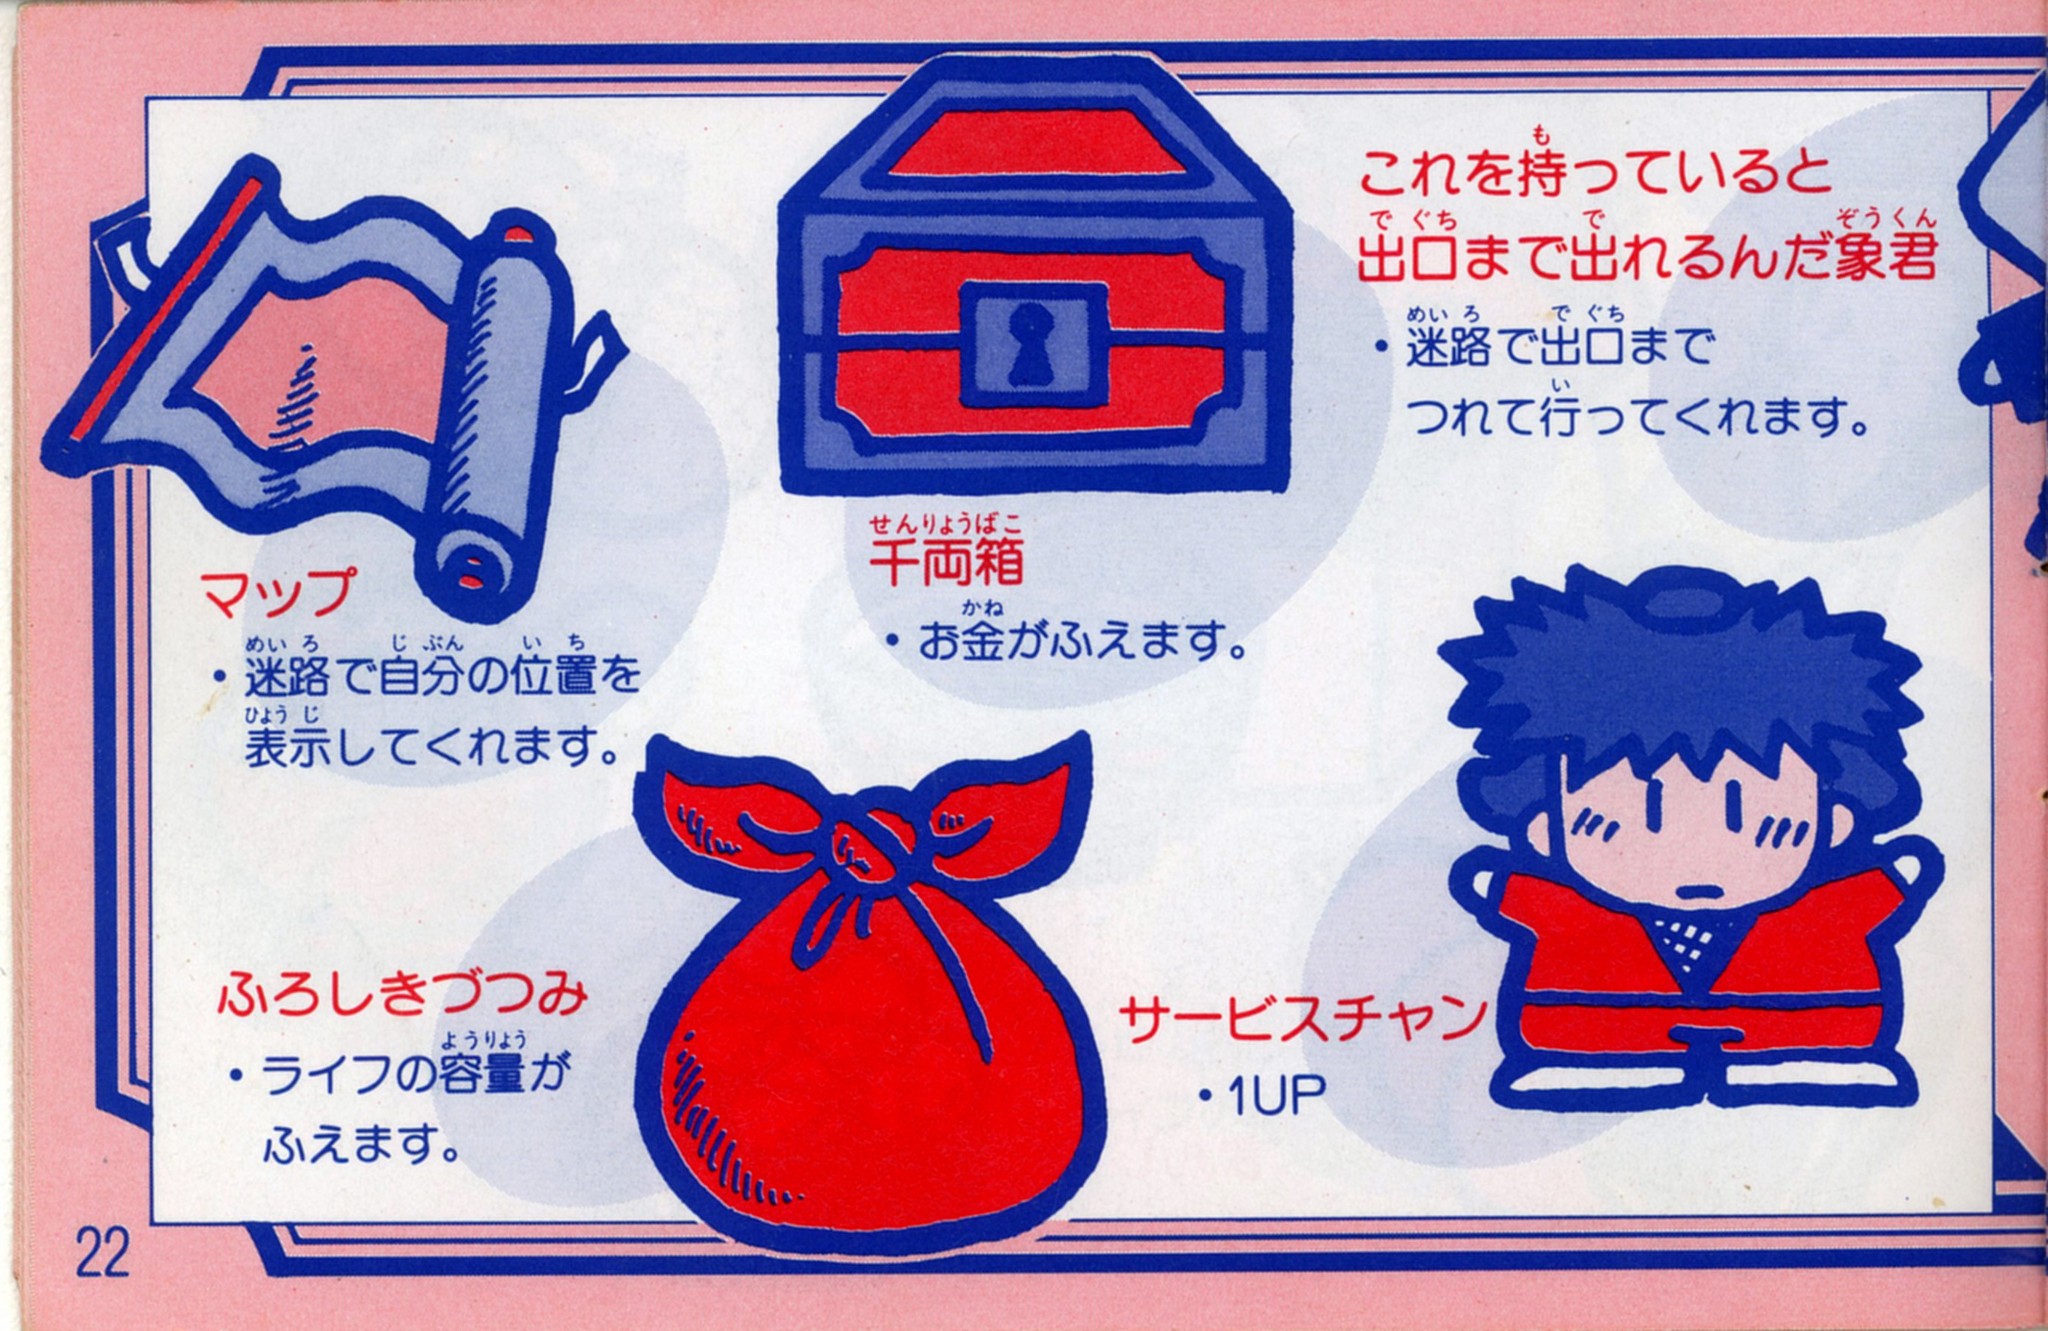 マップ
・迷路で自分の位置を
表示してくれます。
千両箱
・お金がふえます。
これを持っていると
出口まで出れるんだ象君
・迷路で出口まで
つれて行ってくれます。
ふろしきづつみ
・ライフの容量が
ふえます。
サービスチャン
・1UP
22